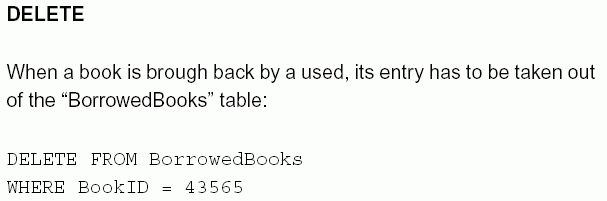 DELETE
When a book is brough back by a used, its entry has to be taken out
of the “BorrowedBooks” table:
DELETE FROM BorrowedBooks
WHERE BookID = 43565